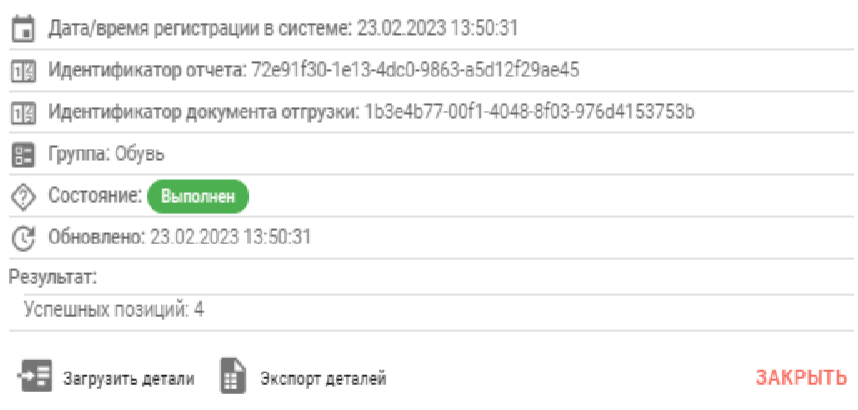 Дата/время регистрации в системе: 23.02.2023 13:50:31
Идентификатор отчета: 72e91f30-1e13-4dc0-9863-a5d12f29ae45
Идентификатор документа отгрузки: 1b3e4b77-00f1-4048-8f03-976d4153753b
Группа: Обувь
Состояние: Выполнен
Обновлено: 23.02.2023 13:50:31
Результат:
Успешных позиций: 4
Загрузить детали Экспорт деталей ЗАКРЫТЬ